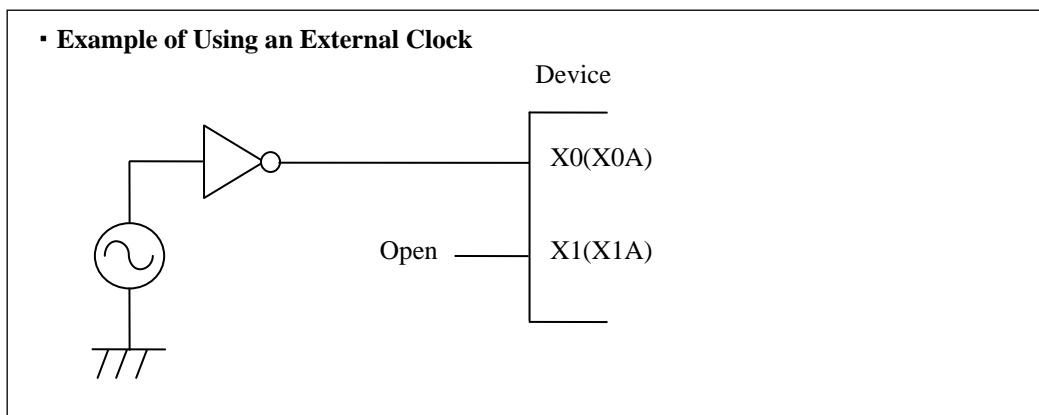 ▪ Example of Using an External Clock
Device
X0(X0A)
Open
X1(X1A)